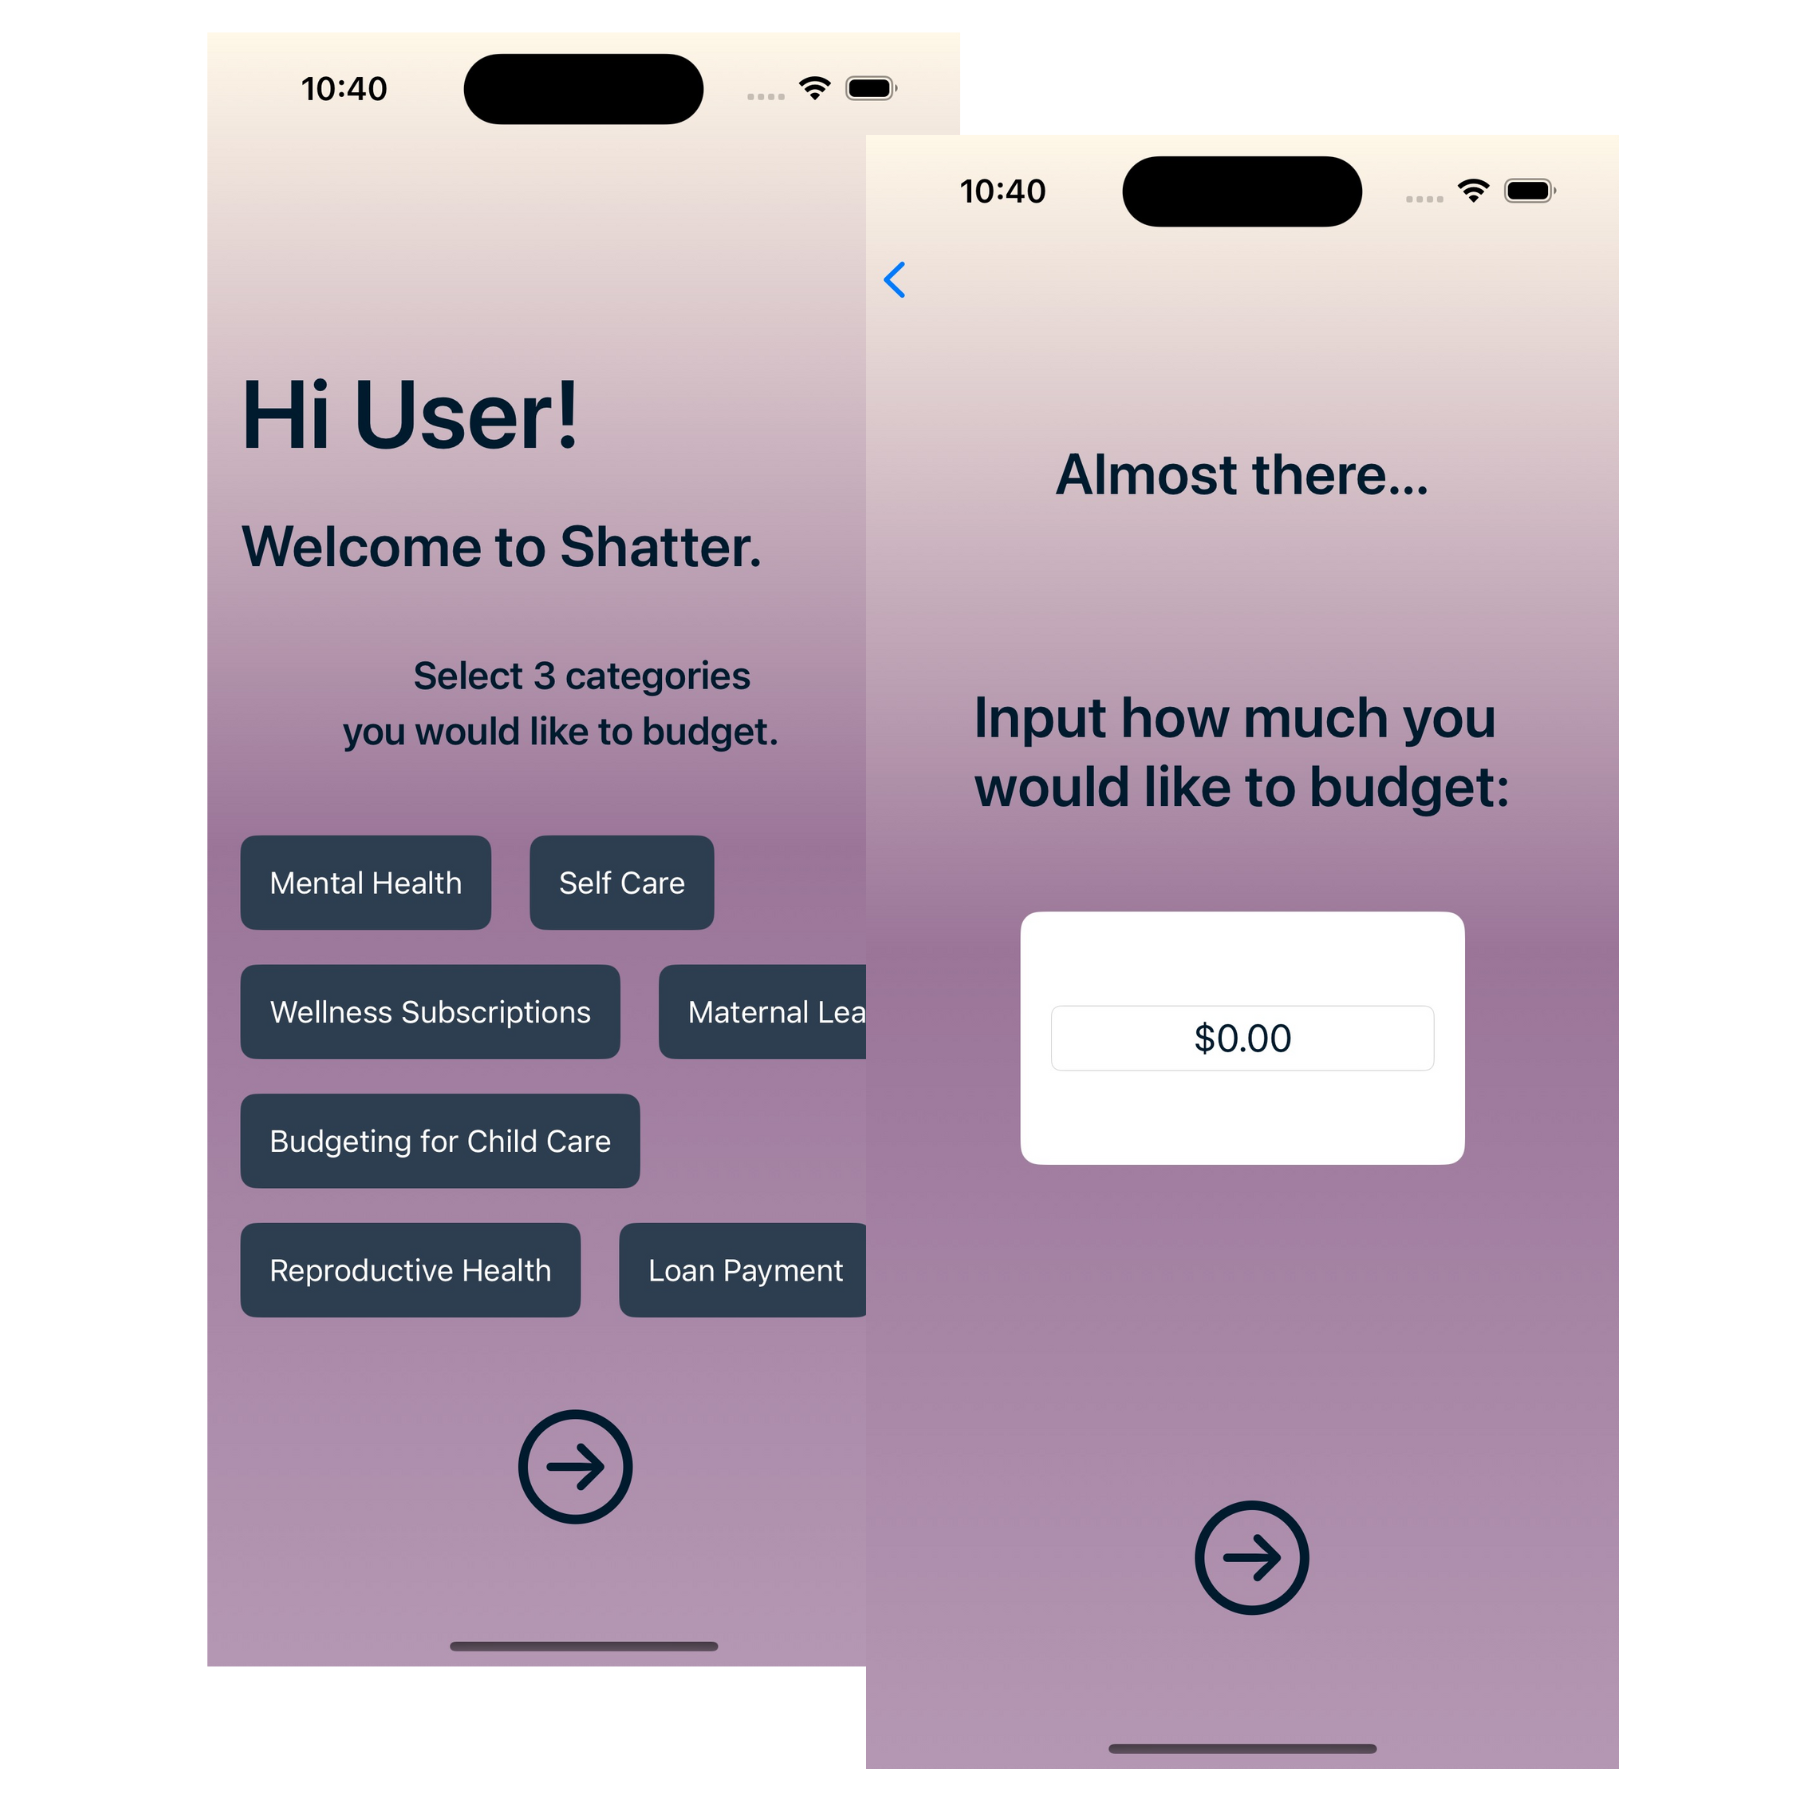 10:40
Hi User!
Welcome to Shatter.
Select 3 categories
you would like to budget.
Mental Health
Self Care
Wellness Subscriptions
Maternal
Budgeting for Child Care
Reproductive Health
Loan Payment
10:40
Almost there...
Input how much you
would like to budget:
$0.00